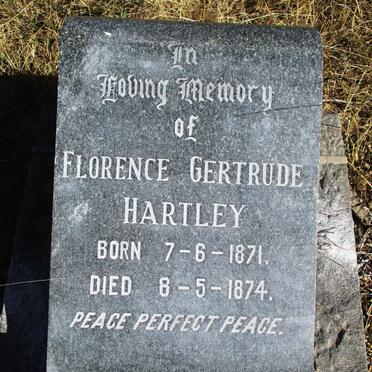 In
Loving Memory
of
FLORENCE GERTRUDE
HARTLEY
BORN 7-6-1871.
DIED 8-5-1874.
PEACE PERFECT PEACE.